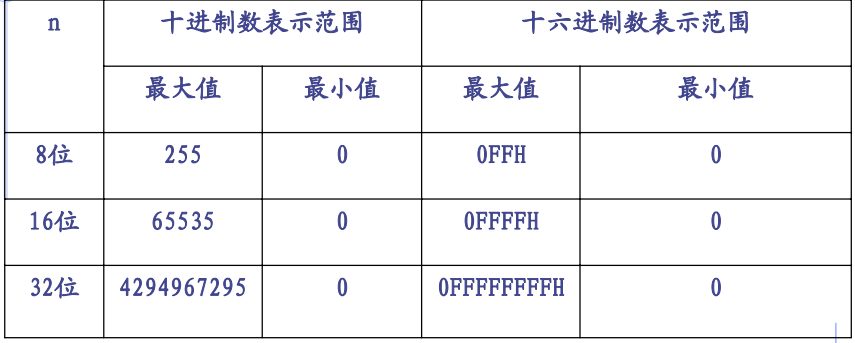 n 十进制数表示范围 十六进制数表示范围
最大值 最小值 最大值 最小值
8位 255 0 0FFH 0
16位 65535 0 0FFFFH 0
32位 4294967295 0 0FFFFFFFFH 0